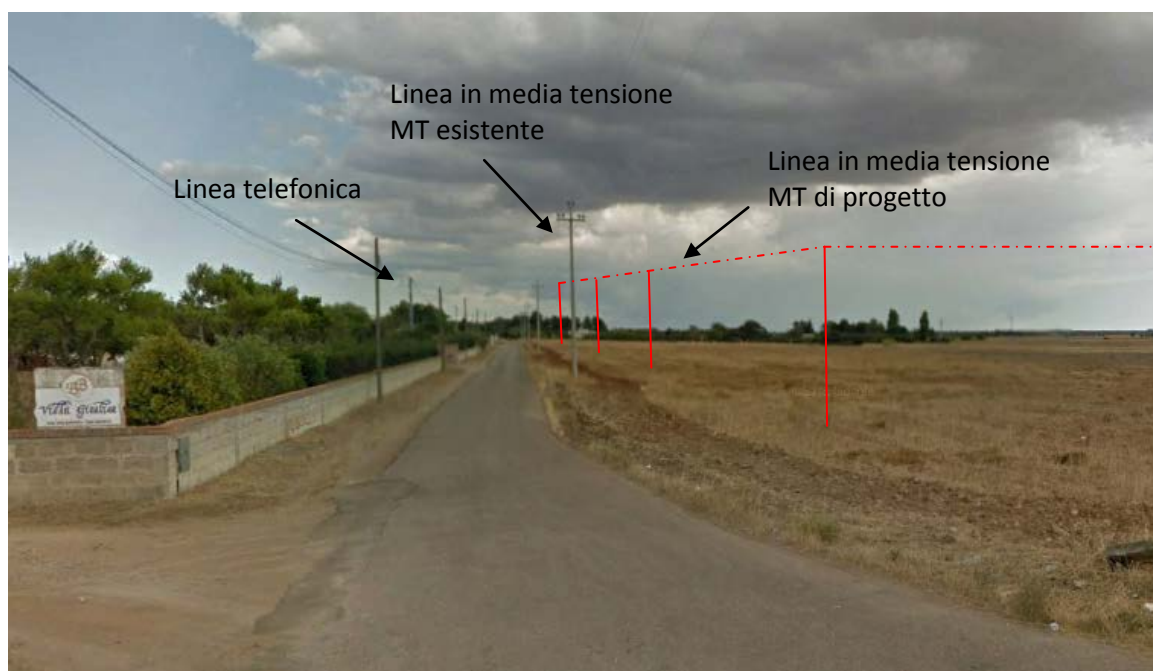 Linea in media tensione
MT esistente
Linea in media tensione
MT di progetto
Linea telefonica
Villa